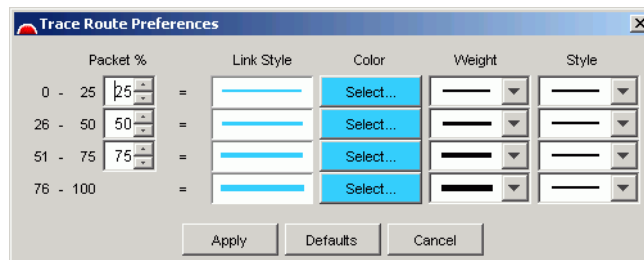 Trace Route Preferences
Packet % Link Style Color Weight Style
0 - 25 25 = Select...
26 - 50 50 = Select...
51 - 75 75 = Select...
76 - 100 = Select...
Apply Defaults Cancel